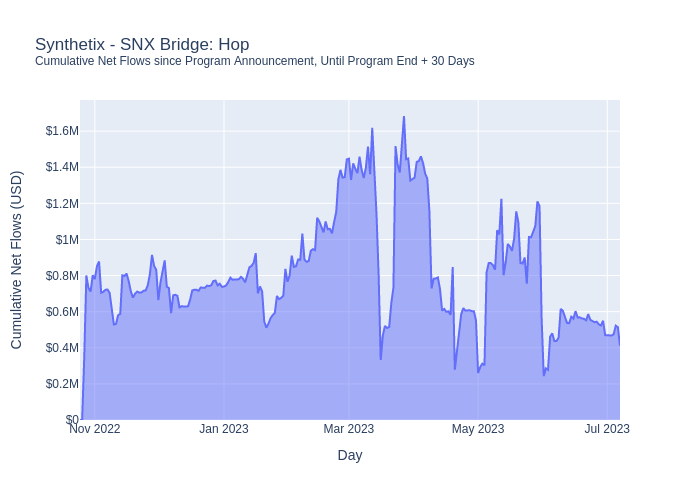 Synthetix - SNX Bridge: Hop
Cumulative Net Flows since Program Announcement, Until Program End + 30 Days
Cumulative Net Flows (USD)
$1.6M
$1.4M
$1.2M
$1M
$0.8M
$0.6M
$0.4M
$0.2M
$0
Nov 2022 Jan 2023 Mar 2023 May 2023 Jul 2023
Day